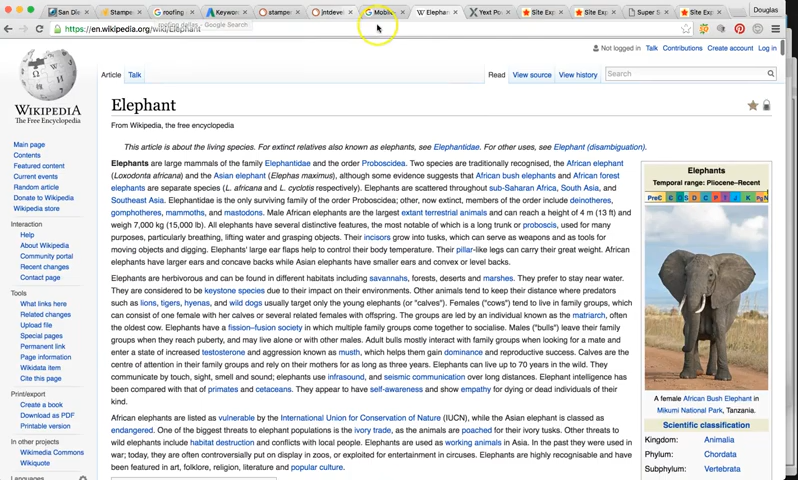 San Die
Stampe
roofing
Keywor
stampe
jntdeve
Mobile
Elephan
Yext Po
Site Exp
Site Exp
Super S
Site Exp
Douglas
https://en.wikipedia.org/wiki/Elephant
roofing dallas - Google Search
Not logged in Talk Contributions Create account Log in
Article Talk
Read View source View history
Search
WIKIPEDIA
The Free Encyclopedia
Main page
Contents
Featured content
Current events
Random article
Donate to Wikipedia
Wikipedia store
Interaction
Help
About Wikipedia
Community portal
Recent changes
Contact page
Tools
What links here
Related changes
Upload file
Special pages
Permanent link
Page information
Wikidata item
Cite this page
Print/export
Create a book
Download as PDF
Printable version
In other projects
Wikimedia Commons
Wikiquote
Languages
Elephant
From Wikipedia, the free encyclopedia
This article is about the living species. For extinct relatives also known as elephants, see Elephantidae. For other uses, see Elephant (disambiguation).
Elephants are large mammals of the family Elephantidae and the order Proboscidea. Two species are traditionally recognised, the African elephant
(Loxodonta africana) and the Asian elephant (Elephas maximus), although some evidence suggests that African bush elephants and African forest
elephants are separate species (L. africana and L. cyclotis respectively). Elephants are scattered throughout sub-Saharan Africa, South Asia, and
Southeast Asia. Elephantidae is the only surviving family of the order Proboscidea; other, now extinct, members of the order include deinotheres,
gomphotheres, mammoths, and mastodons. Male African elephants are the largest extant terrestrial animals and can reach a height of 4 m (13 ft) and
weigh 7,000 kg (15,000 lb). All elephants have several distinctive features, the most notable of which is a long trunk or proboscis, used for many
purposes, particularly breathing, lifting water and grasping objects. Their incisors grow into tusks, which can serve as weapons and as tools for
moving objects and digging. Elephants' large ear flaps help to control their body temperature. Their pillar-like legs can carry their great weight. African
elephants have larger ears and concave backs while Asian elephants have smaller ears and convex or level backs.
Elephants are herbivorous and can be found in different habitats including savannahs, forests, deserts and marshes. They prefer to stay near water.
They are considered to be keystone species due to their impact on their environments. Other animals tend to keep their distance where predators
such as lions, tigers, hyenas, and wild dogs usually target only the young elephants (or "calves"). Females ("cows") tend to live in family groups, which
can consist of one female with her calves or several related females with offspring. The groups are led by an individual known as the matriarch, often
the oldest cow. Elephants have a fission–fusion society in which multiple family groups come together to socialise. Males ("bulls") leave their family
groups when they reach puberty, and may live alone or with other males. Adult bulls mostly interact with family groups when looking for a mate and
enter a state of increased testosterone and aggression known as musth, which helps them gain dominance and reproductive success. Calves are the
centre of attention in their family groups and rely on their mothers for as long as three years. Elephants can live up to 70 years in the wild. They
communicate by touch, sight, smell and sound; elephants use infrasound, and seismic communication over long distances. Elephant intelligence has
been compared with that of primates and cetaceans. They appear to have self-awareness and show empathy for dying or dead individuals of their
kind.
African elephants are listed as vulnerable by the International Union for Conservation of Nature (IUCN), while the Asian elephant is classed as
endangered. One of the biggest threats to elephant populations is the ivory trade, as the animals are poached for their ivory tusks. Other threats to
wild elephants include habitat destruction and conflicts with local people. Elephants are used as working animals in Asia. In the past they were used in
war; today, they are often controversially put on display in zoos, or exploited for entertainment in circuses. Elephants are highly recognisable and have
been featured in art, folklore, religion, literature and popular culture.
Elephants
Temporal range: Pliocene–Recent
PreЄ Є O S D C P T J K Pg N
A female African Bush Elephant in
Mikumi National Park, Tanzania.
Scientific classification
Kingdom: Animalia
Phylum: Chordata
Subphylum: Vertebrata